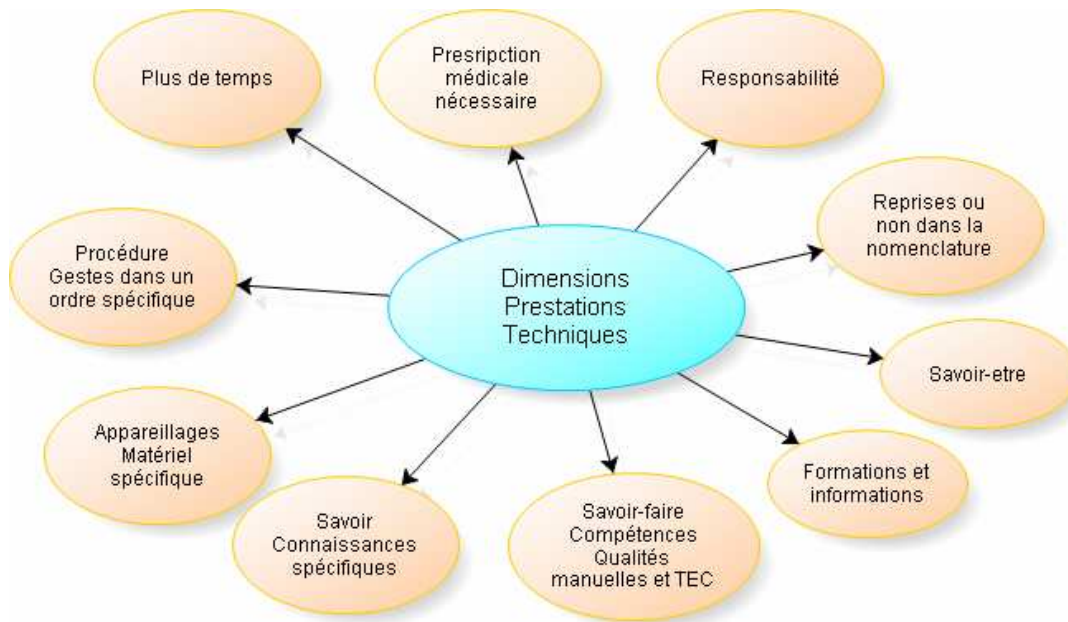 Plus de temps
Presripction
médicale
nécessaire
Responsabilité
Reprises ou
non dans la
nomenclature
Procédure
Gestes dans un
ordre spécifique
Dimensions
Prestations
Techniques
Savoir-etre
Appareillages
Matériel
spécifique
Formations et
informations
Savoir
Connaissances
spécifiques
Savoir-faire
Compétences
Qualités
manuelles et TEC